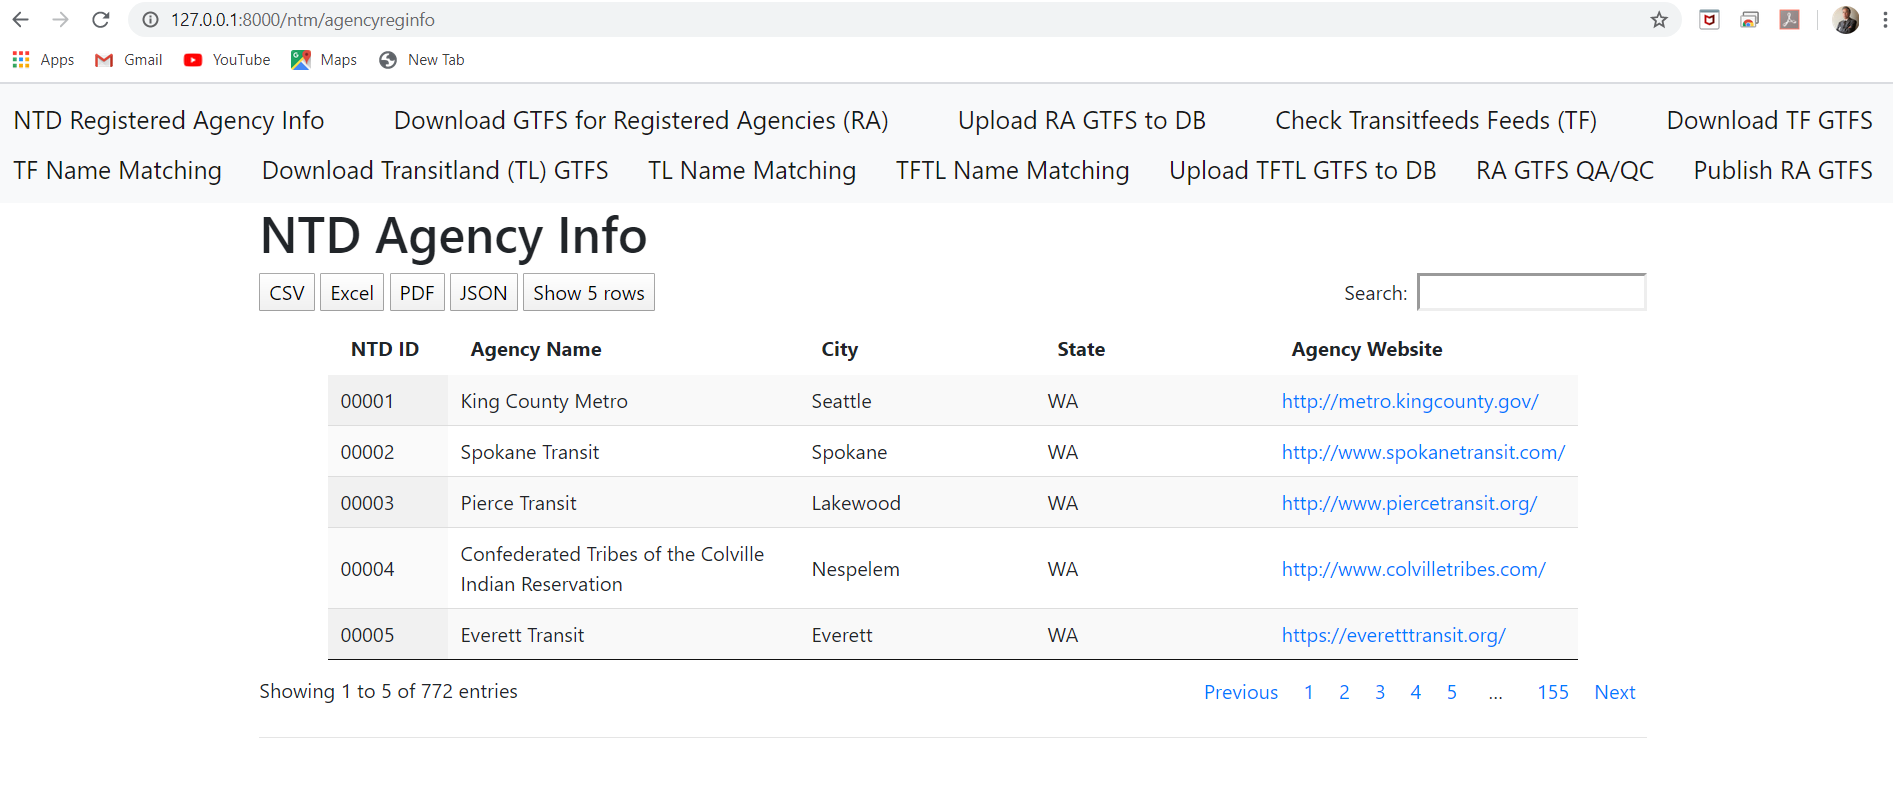 127.0.0.1:8000/ntm/agencyreginfo
Apps Gmail YouTube Maps New Tab
NTD Registered Agency Info Download GTFS for Registered Agencies (RA) Upload RA GTFS to DB Check Transitfeeds Feeds (TF) Download TF GTFS
TF Name Matching Download Transitland (TL) GTFS TL Name Matching TFTL Name Matching Upload TFTL GTFS to DB RA GTFS QA/QC Publish RA GTFS
NTD Agency Info
CSV Excel PDF JSON Show 5 rows Search:
NTD ID Agency Name City State Agency Website
00001 King County Metro Seattle WA http://metro.kingcounty.gov/
00002 Spokane Transit Spokane WA http://www.spokanetransit.com/
00003 Pierce Transit Lakewood WA http://www.piercetransit.org/
Confederated Tribes of the Colville
00004 Nespelem WA http://www.colvilletribes.com/
Indian Reservation
00005 Everett Transit Everett WA https://everetttransit.org/
Showing 1 to 5 of 772 entries Previous 1 2 3 4 5 ... 155 Next